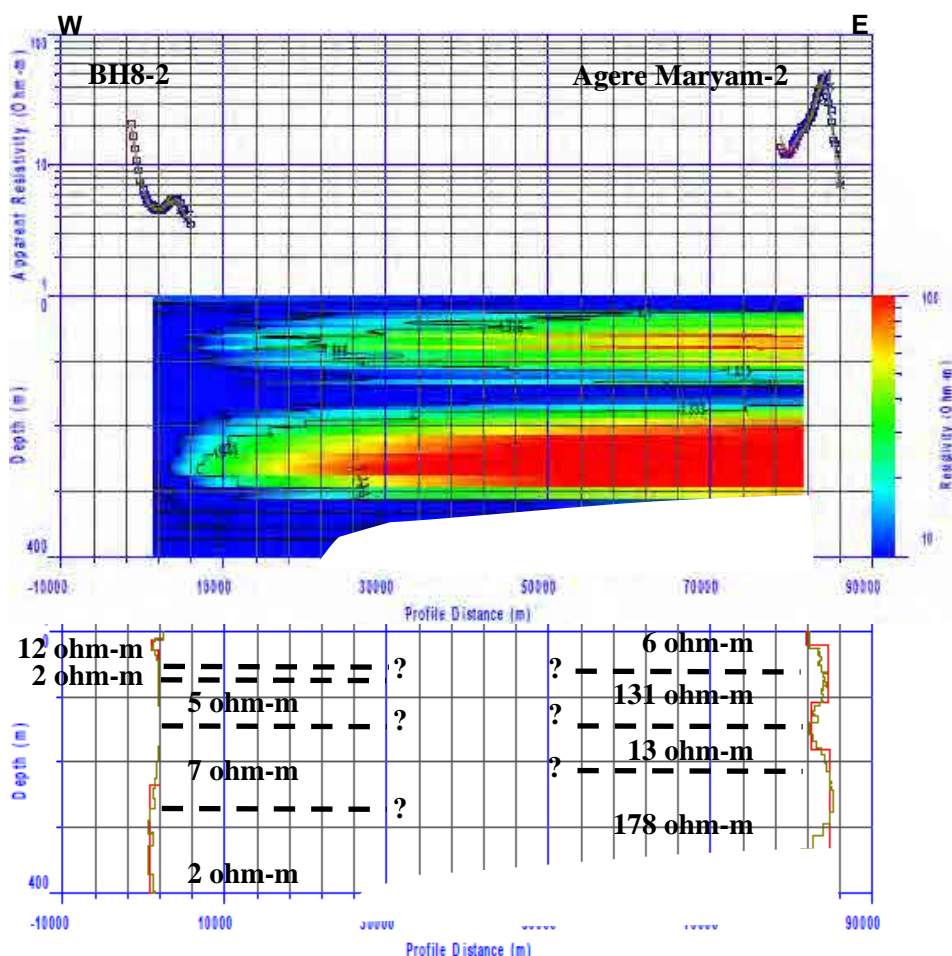 W E
BH8-2 Agere Maryam-2
Apparent Resistivity (Ohm-m)
100
10
1
0
Depth (m)
400
-10000 10000 30000 50000 70000 90000
Profile Distance (m)
100
10
Resistivity (Ohm-m)
0
12 ohm-m 6 ohm-m
2 ohm-m ? ?
5 ohm-m 131 ohm-m
? ?
13 ohm-m
7 ohm-m ?
?
178 ohm-m
2 ohm-m
Depth (m)
400
-10000 10000 90000
Profile Distance (m)